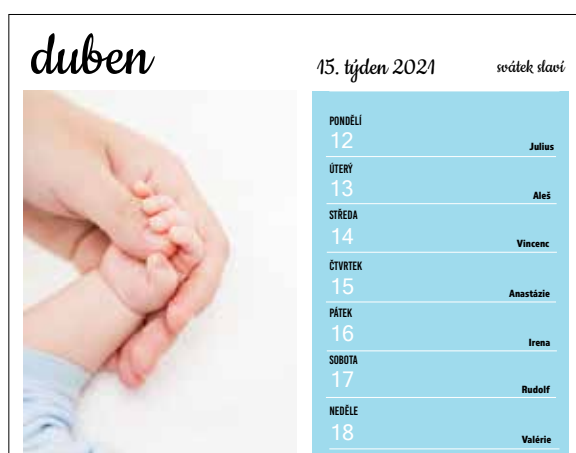 duben
15. týden 2021
svátek slaví
PONDĚLÍ
12
Julius
ÚTERÝ
13
Aleš
STŘEDA
14
Vincenc
ČTVRTEK
15
Anastázie
PÁTEK
16
Irena
SOBOTA
17
Rudolf
NEDĚLE
18
Valérie